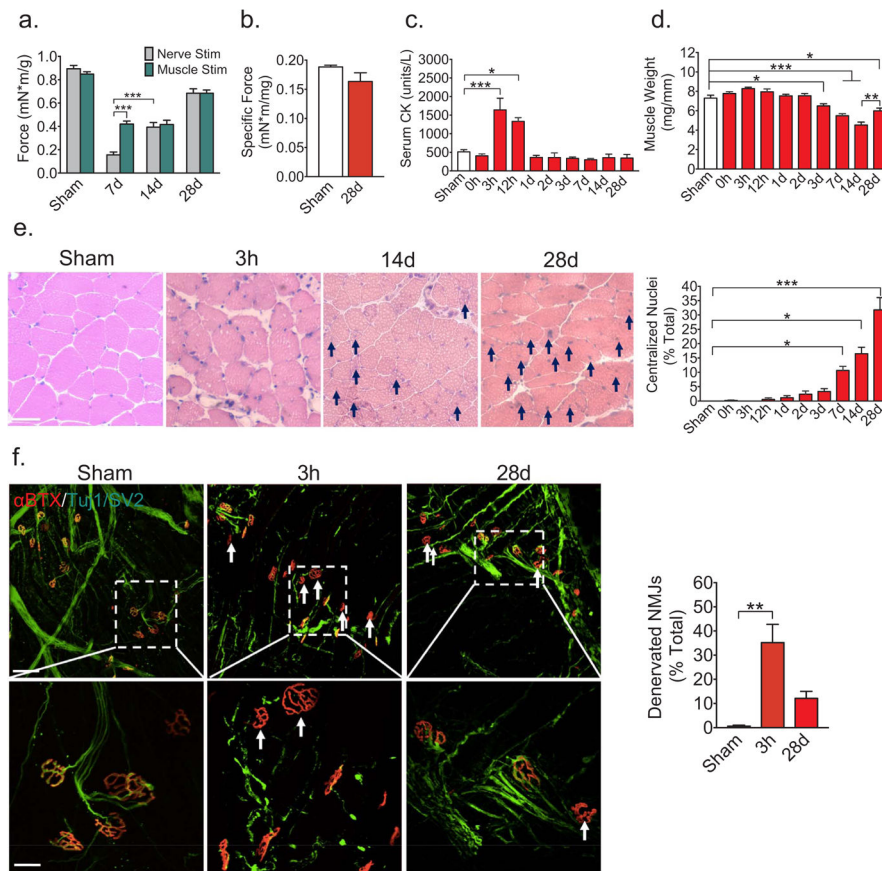 a.
Force (mN*m/g)
1.0
0.8
0.6
0.4
0.2
0.0
Nerve Stim
Muscle Stim
***
***
Sham
7d
14d
28d
b.
Specific Force
(mN*m/mg)
0.20
0.15
0.10
0.05
0.00
Sham
28d
c.
Serum CK (units/L)
3000
2500
2000
1500
1000
500
0
*
***
Sham
0h
3h
12h
1d
2d
3d
7d
14d
28d
d.
Muscle Weight
(mg/mm)
12
10
8
6
4
2
0
*
***
*
**
Sham
0h
3h
12h
1d
2d
3d
7d
14d
28d
e.
Sham
3h
14d
28d
Centralized Nuclei
(% Total)
40
35
30
25
20
15
10
5
0
***
*
*
Sham
0h
3h
12h
1d
2d
3d
7d
14d
28d
f.
Sham
3h
28d
αBTX/Tuj1/SV2
Denervated NMJs
(% Total)
60
50
40
30
20
10
0
**
Sham
3h
28d